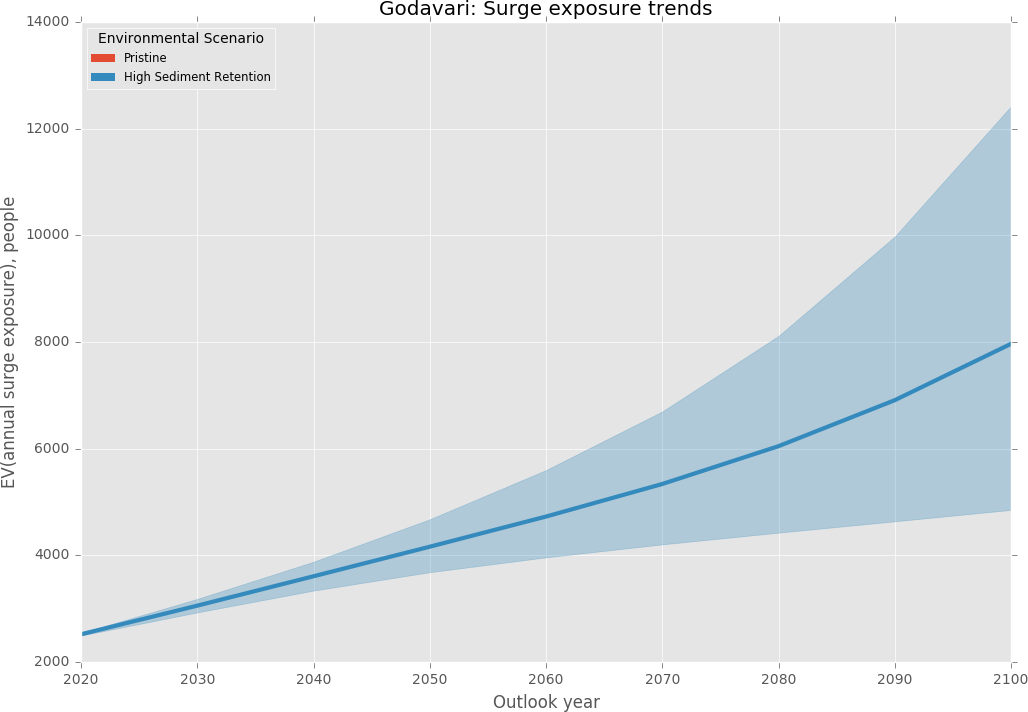 Godavari: Surge exposure trends
14000
12000
10000
8000
6000
4000
2000
EV(annual surge exposure), people
Environmental Scenario
Pristine
High Sediment Retention
2020 2030 2040 2050 2060 2070 2080 2090 2100
Outlook year